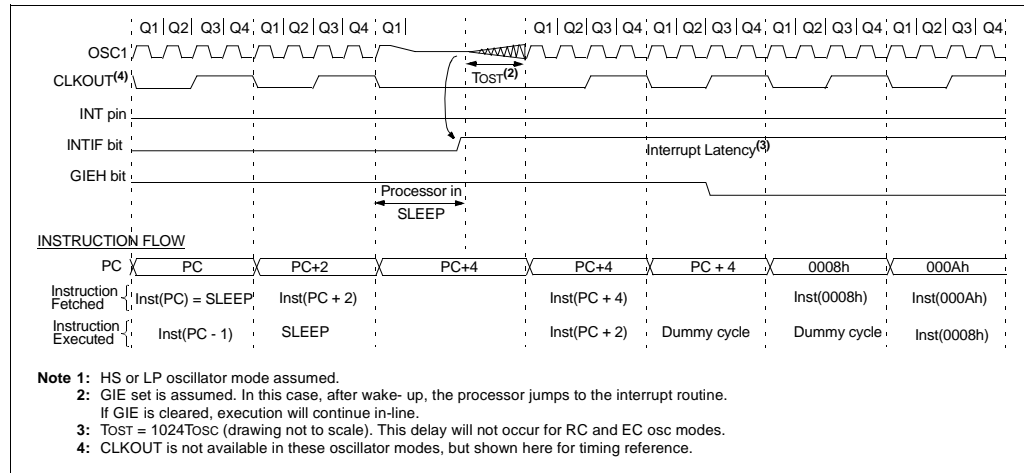 Q1 Q2 Q3 Q4 Q1 Q2 Q3 Q4 Q1 Q1 Q2 Q3 Q4 Q1 Q2 Q3 Q4 Q1 Q2 Q3 Q4 Q1 Q2 Q3 Q4
OSC1
TOST(2)
CLKOUT(4)
INT pin
INTIF bit
Interrupt Latency(3)
GIEH bit
Processor in
SLEEP
INSTRUCTION FLOW
PC PC PC+2 PC+4 PC+4 PC + 4 0008h 000Ah
Instruction
Fetched Inst(PC) = SLEEP Inst(PC + 2) Inst(PC + 4) Inst(0008h) Inst(000Ah)
Instruction
Executed Inst(PC - 1) SLEEP Inst(PC + 2) Dummy cycle Dummy cycle Inst(0008h)
Note 1: HS or LP oscillator mode assumed.
2: GIE set is assumed. In this case, after wake- up, the processor jumps to the interrupt routine.
If GIE is cleared, execution will continue in-line.
3: TOST = 1024TOSC (drawing not to scale). This delay will not occur for RC and EC osc modes.
4: CLKOUT is not available in these oscillator modes, but shown here for timing reference.